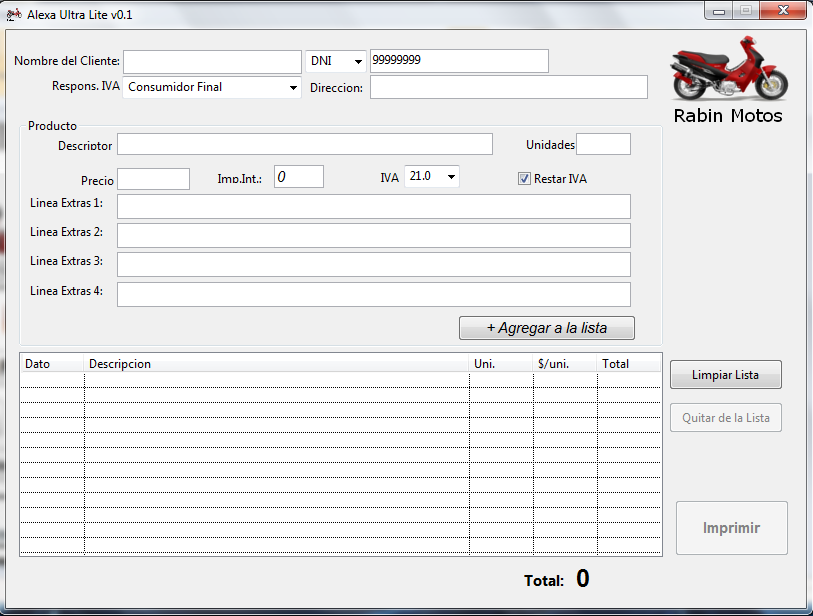 Alexa Ultra Lite v0.1
Nombre del Cliente: DNI 99999999
Respons. IVA Consumidor Final Direccion:
Rabin Motos
Producto
Descriptor Unidades
Precio Imp.Int.: 0 IVA 21.0 Restar IVA
Linea Extras 1:
Linea Extras 2:
Linea Extras 3:
Linea Extras 4:
+ Agregar a la lista
Dato Descripcion Uni. $/uni. Total
Limpiar Lista
Quitar de la Lista
Imprimir
Total: 0